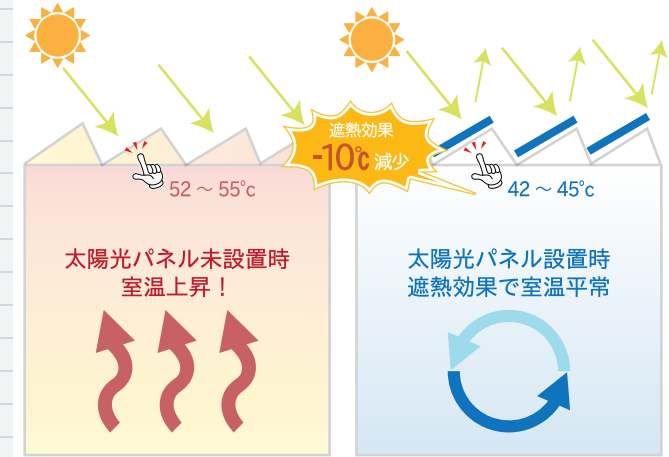 遮熱効果
-10℃ 減少
52 ～ 55℃
42 ～ 45℃
太陽光パネル未設置時
室温上昇！
太陽光パネル設置時
遮熱効果で室温平常